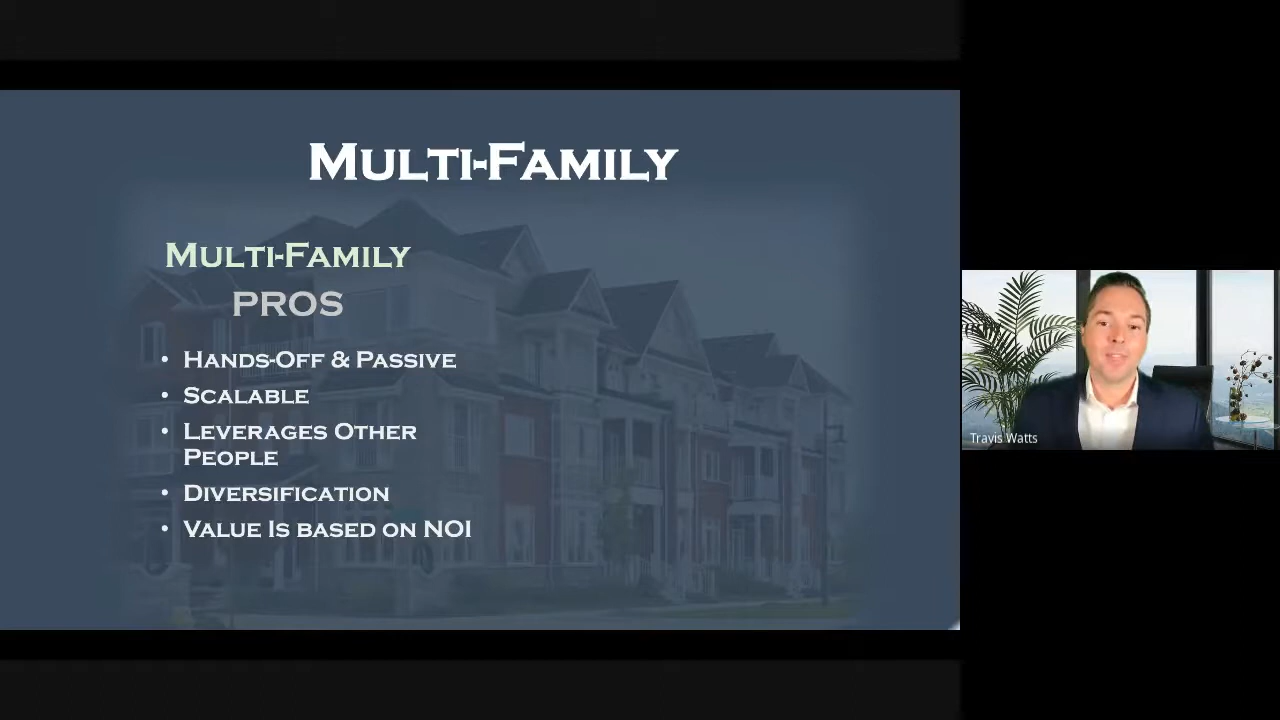 Multi-Family
Multi-Family
PROS
• Hands-Off & Passive
• Scalable
• Leverages Other
People
• Diversification
• Value Is based on NOI
Travis Watts